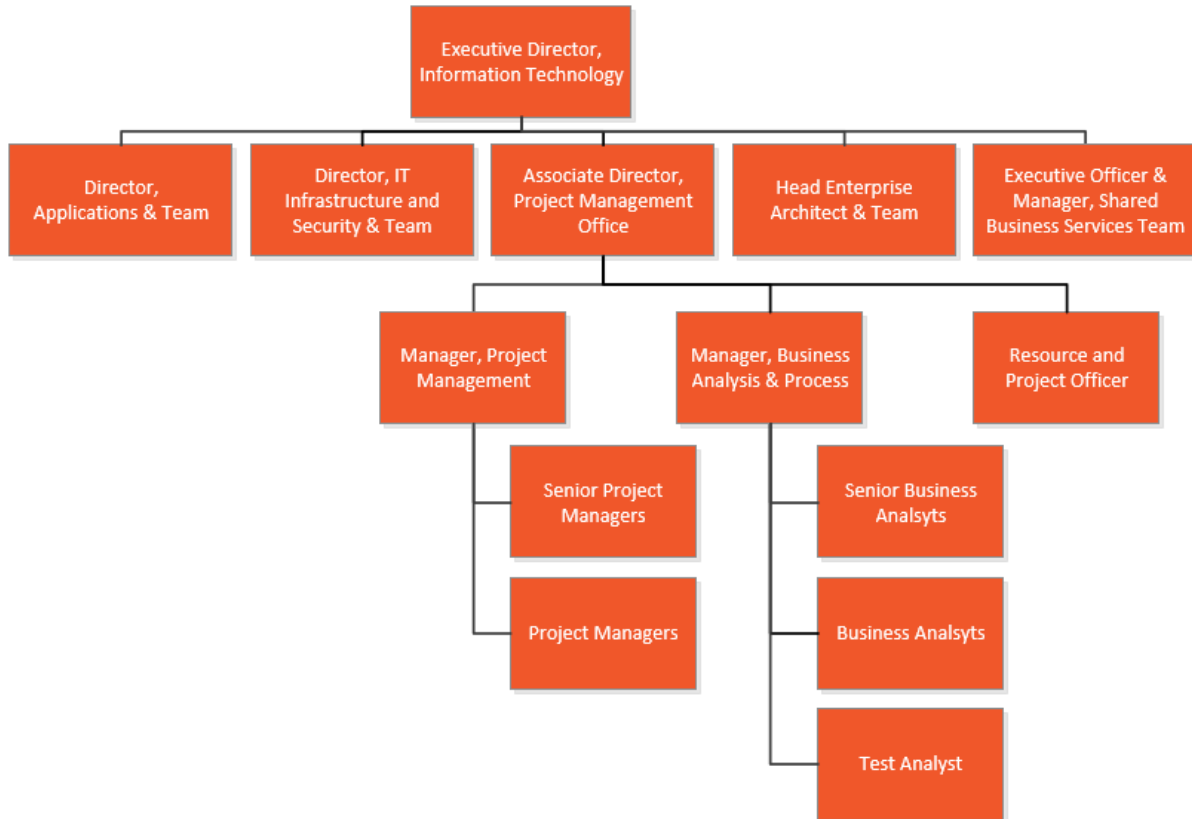 Executive Director,
Information Technology
Director,
Applications & Team
Director, IT
Infrastructure and
Security & Team
Associate Director,
Project Management
Office
Head Enterprise
Architect & Team
Executive Officer &
Manager, Shared
Business Services Team
Manager, Project
Management
Manager, Business
Analysis & Process
Resource and
Project Officer
Senior Project
Managers
Senior Business
Analsyts
Project Managers
Business Analsyts
Test Analyst